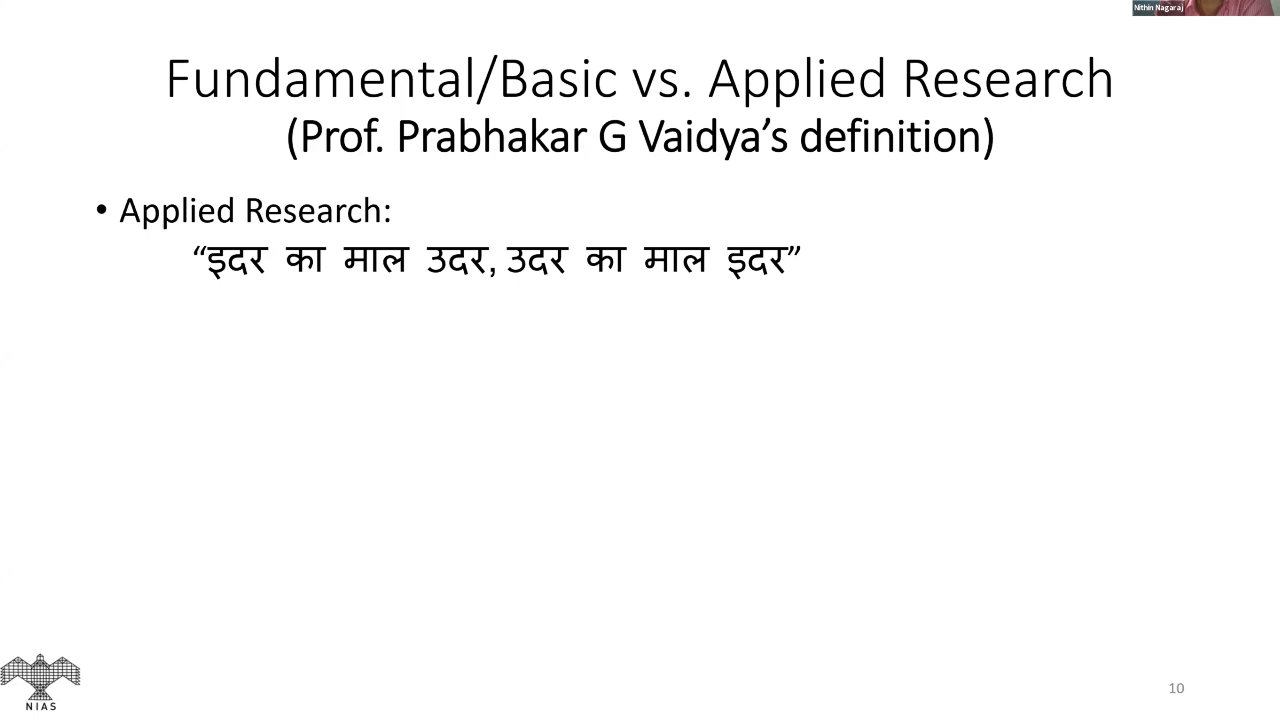 Nithin Nagaraj
Fundamental/Basic vs. Applied Research
(Prof. Prabhakar G Vaidya’s definition)
• Applied Research:
“इदर का माल उदर, उदर का माल इदर”
NIAS
10